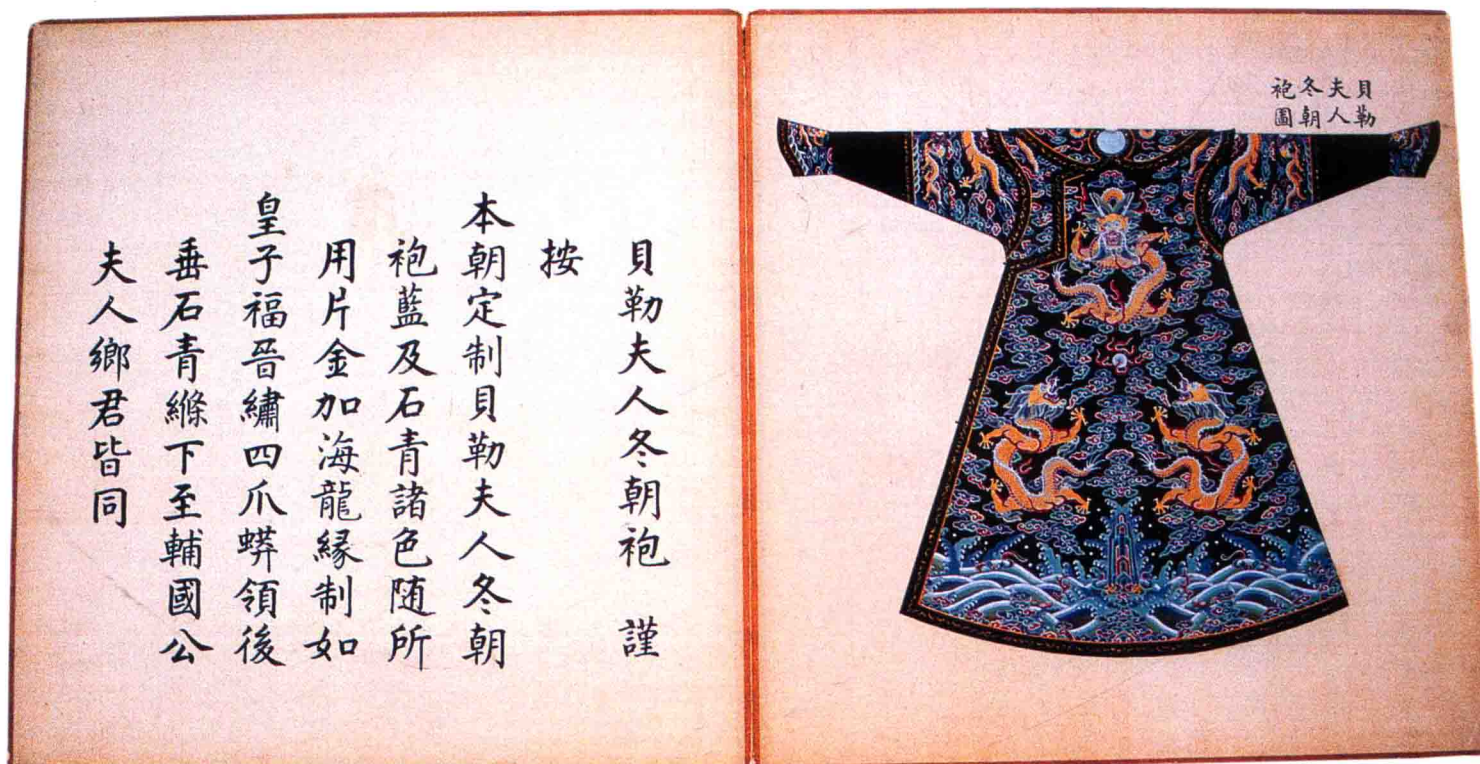 貝勒夫人冬朝袍 謹
按
本朝定制貝勒夫人冬朝
袍藍及石青諸色随所
用片金加海龍緣制如
皇子福晉繡四爪蟒領後
垂石青絛下至輔國公
夫人鄉君皆同
貝勒
夫人
冬朝
袍圖